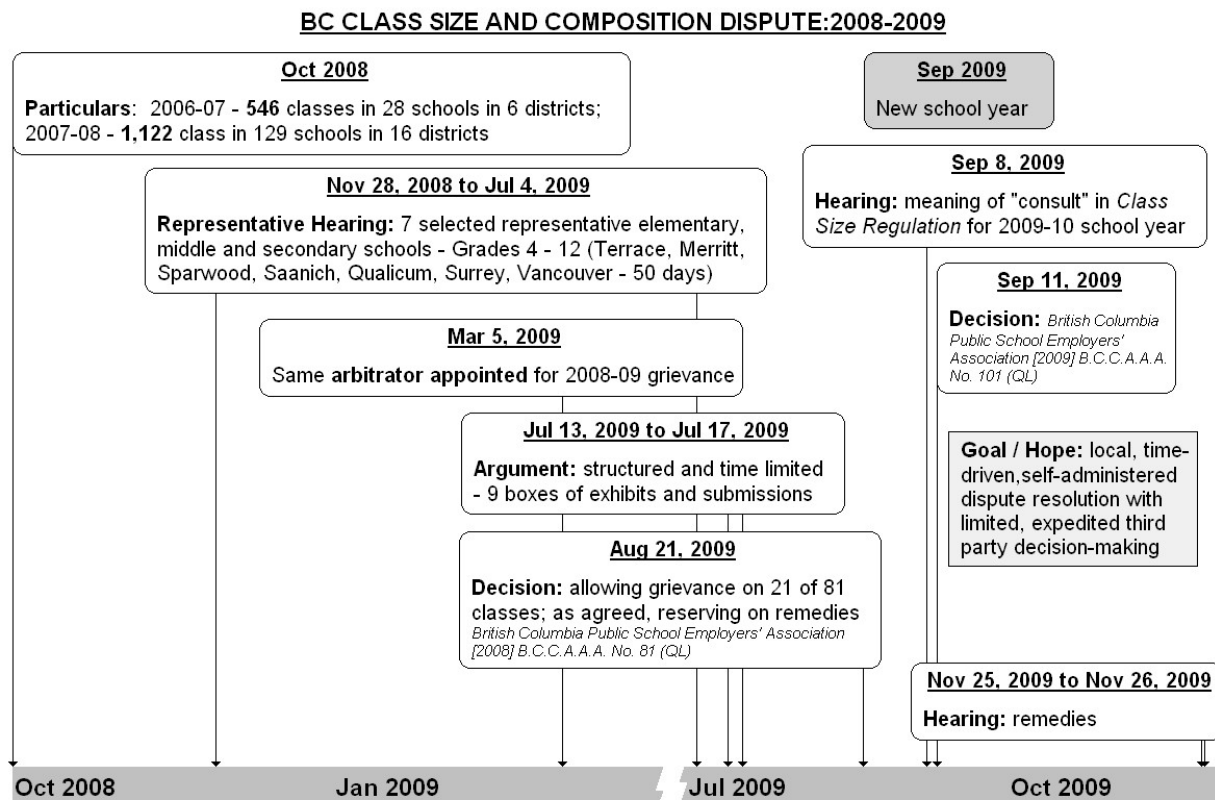 BC CLASS SIZE AND COMPOSITION DISPUTE:2008-2009
Oct 2008
Particulars: 2006-07 - 546 classes in 28 schools in 6 districts;
2007-08 - 1,122 class in 129 schools in 16 districts
Sep 2009
New school year
Nov 28, 2008 to Jul 4, 2009
Representative Hearing: 7 selected representative elementary,
middle and secondary schools - Grades 4 - 12 (Terrace, Merritt,
Sparwood, Saanich, Qualicum, Surrey, Vancouver - 50 days)
Sep 8, 2009
Hearing: meaning of "consult" in Class
Size Regulation for 2009-10 school year
Mar 5, 2009
Same arbitrator appointed for 2008-09 grievance
Sep 11, 2009
Decision: British Columbia
Public School Employers'
Association [2009] B.C.C.A.A.A.
No. 101 (QL)
Jul 13, 2009 to Jul 17, 2009
Argument: structured and time limited
- 9 boxes of exhibits and submissions
Goal / Hope: local, time-
driven,self-administered
dispute resolution with
limited, expedited third
party decision-making
Aug 21, 2009
Decision: allowing grievance on 21 of 81
classes; as agreed, reserving on remedies
British Columbia Public School Employers' Association
[2008] B.C.C.A.A.A. No. 81 (QL)
Nov 25, 2009 to Nov 26, 2009
Hearing: remedies
Oct 2008
Jan 2009
Jul 2009
Oct 2009